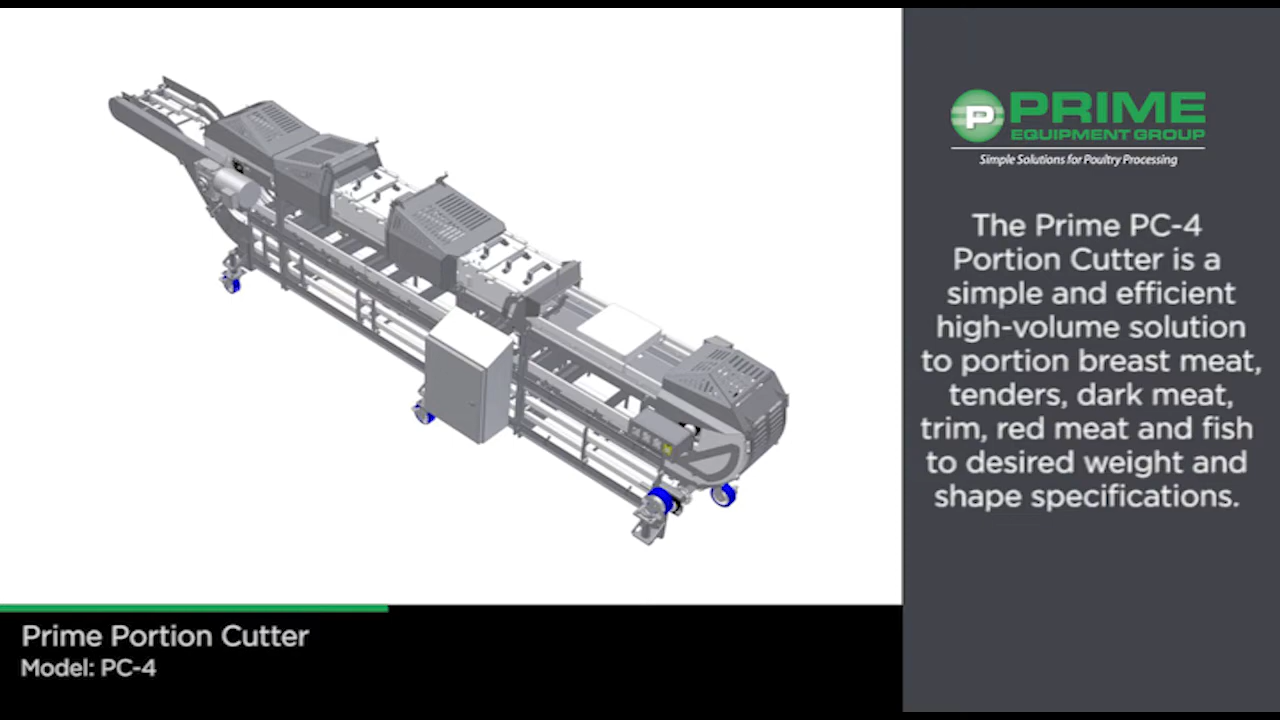 PRIME
EQUIPMENT GROUP
Simple Solutions for Poultry Processing
The Prime PC-4
Portion Cutter is a
simple and efficient
high-volume solution
to portion breast meat,
tenders, dark meat,
trim, red meat and fish
to desired weight and
shape specifications.
Prime Portion Cutter
Model: PC-4